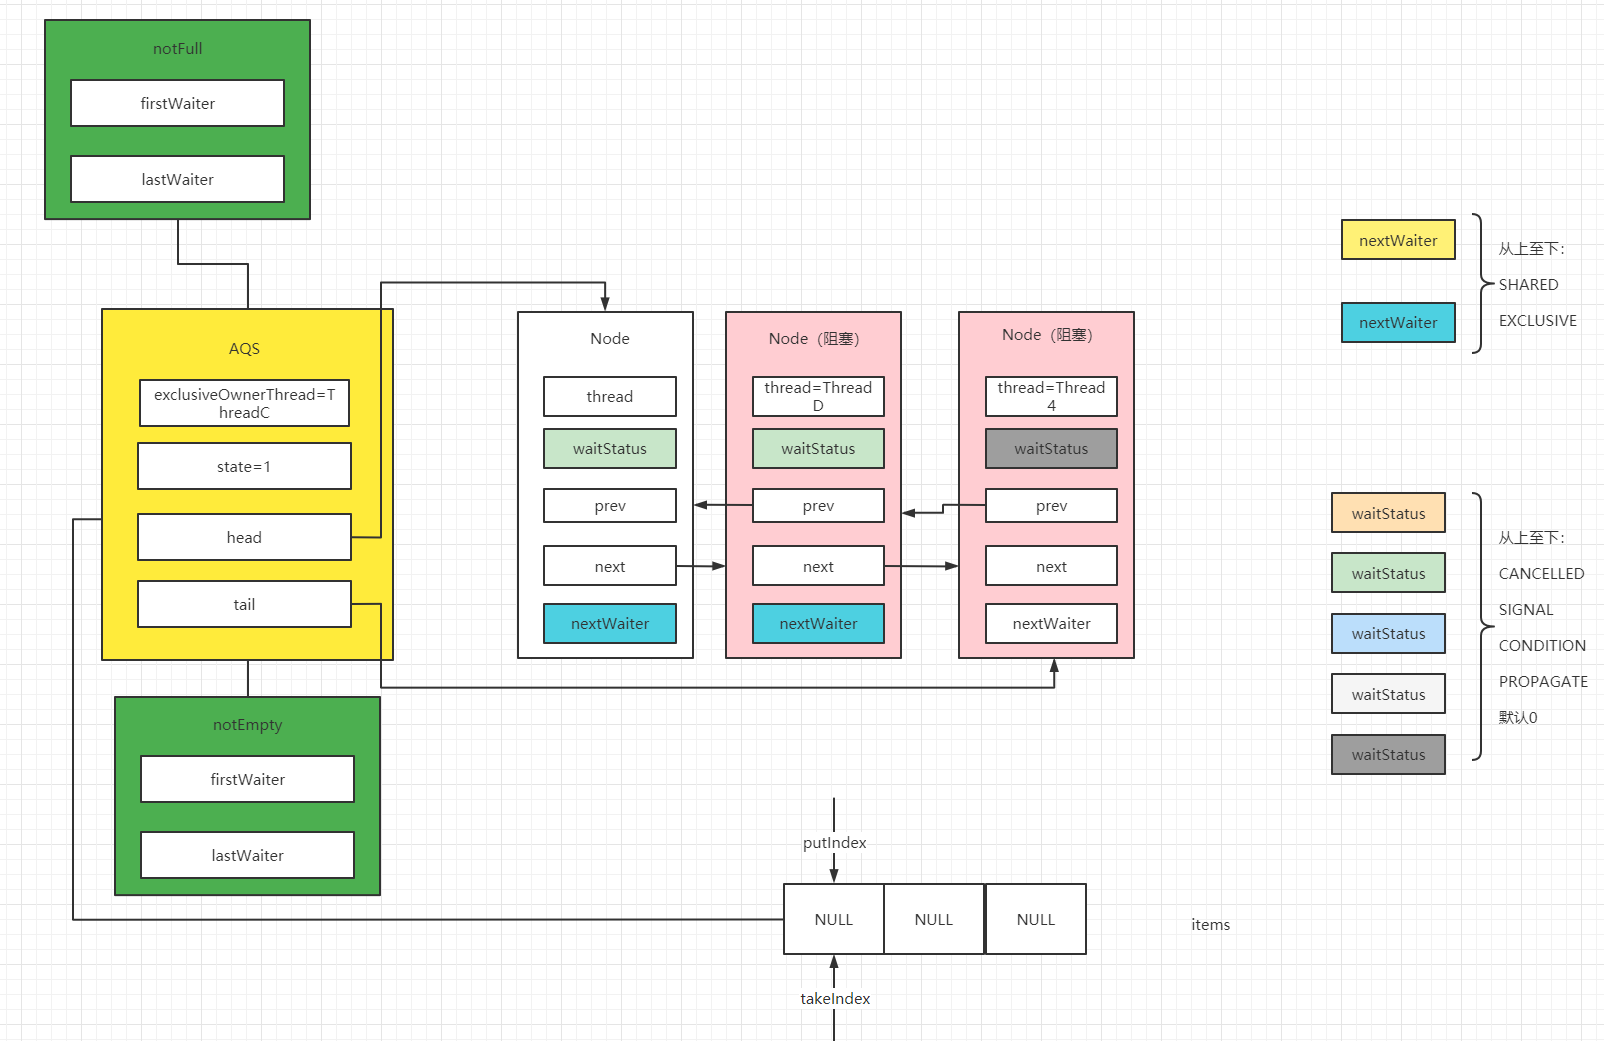 notFull
firstWaiter
lastWaiter
AQS
exclusiveOwnerThread=T
hreadC
state=1
head
tail
notEmpty
firstWaiter
lastWaiter
Node
thread
waitStatus
prev
next
nextWaiter
Node（阻塞）
thread=Thread
D
waitStatus
prev
next
nextWaiter
Node（阻塞）
thread=Thread
4
waitStatus
prev
next
nextWaiter
nextWaiter
nextWaiter
从上至下：
SHARED
EXCLUSIVE
waitStatus
waitStatus
waitStatus
waitStatus
waitStatus
从上至下：
CANCELLED
SIGNAL
CONDITION
PROPAGATE
默认0
putIndex
NULL
NULL
NULL
items
takeIndex